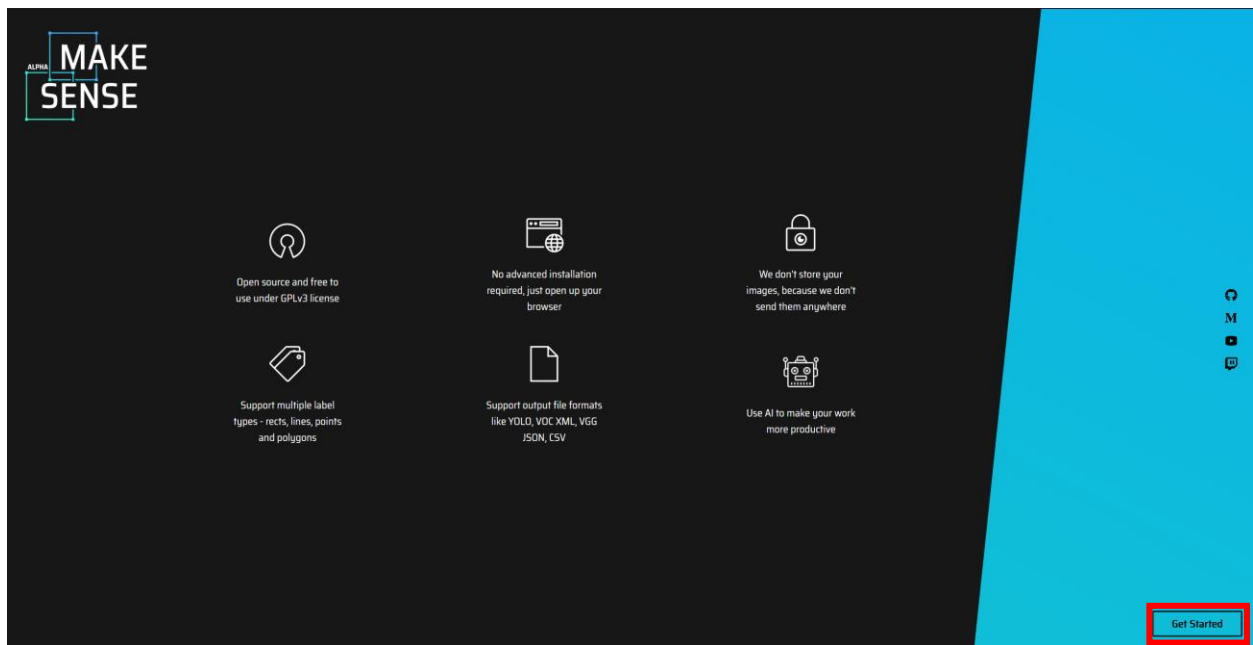 ALPHA MAKE
SENSE
Open source and free to
use under GPLv3 license
No advanced installation
required, just open up your
browser
We don't store your
images, because we don't
send them anywhere
Support multiple label
types - rects, lines, points
and polygons
Support output file formats
like YOLO, VOC XML, VGG
JSON, CSV
Use AI to make your work
more productive
M
Get Started